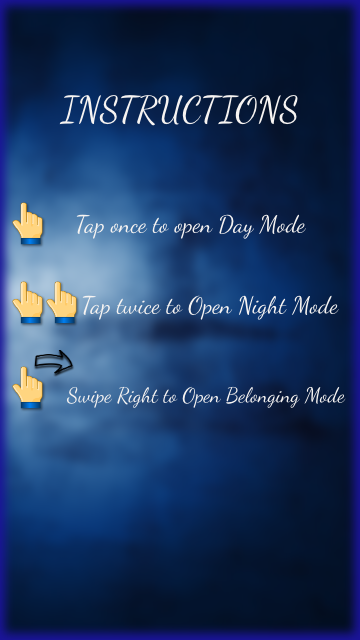 INSTRUCTIONS
Tap once to open Day Mode
Tap twice to Open Night Mode
Swipe Right to Open Belonging Mode